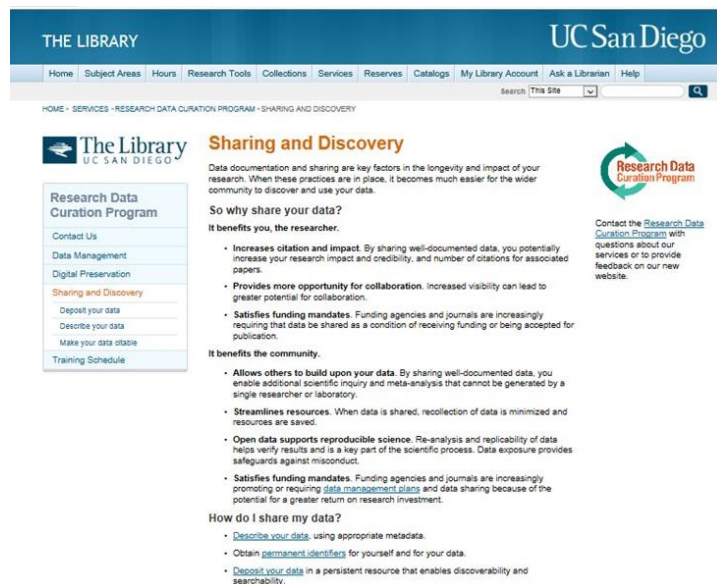 THE LIBRARY
UC San Diego
Home Subject Areas Hours Research Tools Collections Services Reserves Catalogs My Library Account Ask a Librarian Help
Search This Site
HOME › SERVICES › RESEARCH DATA CURATION PROGRAM › SHARING AND DISCOVERY
The Library
UC SAN DIEGO
Research Data
Curation Program
Contact Us
Data Management
Digital Preservation
Sharing and Discovery
Deposit your data
Describe your data
Make your data citable
Training Schedule
Sharing and Discovery
Data documentation and sharing are key factors in the longevity and impact of your
research. When these practices are in place, it becomes much easier for the wider
community to discover and use your data.
So why share your data?
It benefits you, the researcher.
• Increases citation and impact. By sharing well-documented data, you potentially
increase your research impact and credibility, and number of citations for associated
papers.
• Provides more opportunity for collaboration. Increased visibility can lead to
greater potential for collaboration.
• Satisfies funding mandates. Funding agencies and journals are increasingly
requiring that data be shared as a condition of receiving funding or being accepted for
publication.
It benefits the community.
• Allows others to build upon your data. By sharing well-documented data, you
enable additional scientific inquiry and meta-analysis that cannot be generated by a
single researcher or laboratory.
• Streamlines resources. When data is shared, recollection of data is minimized and
resources are saved.
• Open data supports reproducible science. Re-analysis and replicability of data
helps verify results and is a key part of the scientific process. Data exposure provides
safeguards against misconduct.
• Satisfies funding mandates. Funding agencies and journals are increasingly
promoting or requiring data management plans and data sharing because of the
potential for a greater return on research investment.
How do I share my data?
• Describe your data, using appropriate metadata.
• Obtain permanent identifiers for yourself and for your data.
• Deposit your data in a persistent resource that enables discoverability and
searchability.
Research Data
Curation Program
Contact the Research Data
Curation Program with
questions about our
services or to provide
feedback on our new
website.